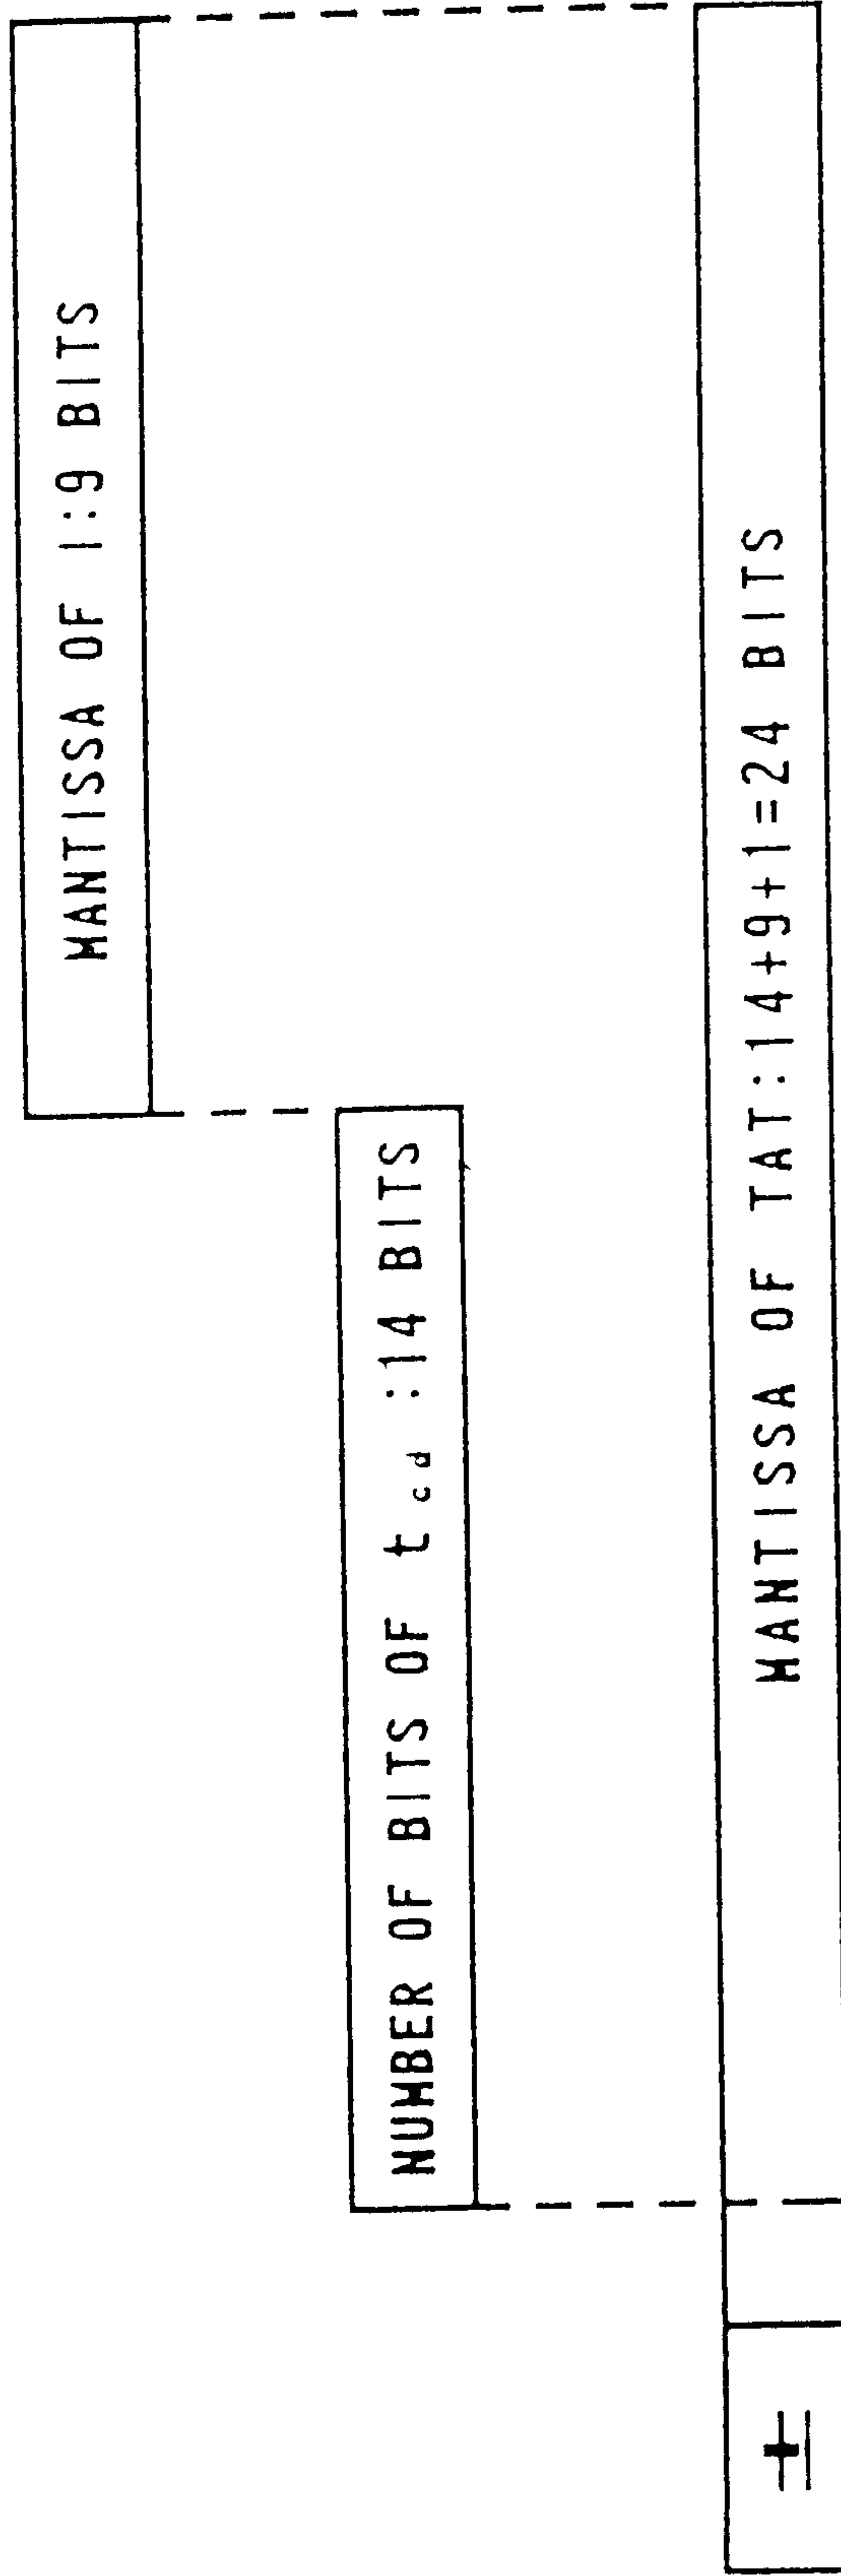 MANTISSA OF I:9 BITS
NUMBER OF BITS OF tcd :14 BITS
± MANTISSA OF TAT:14+9+1=24 BITS